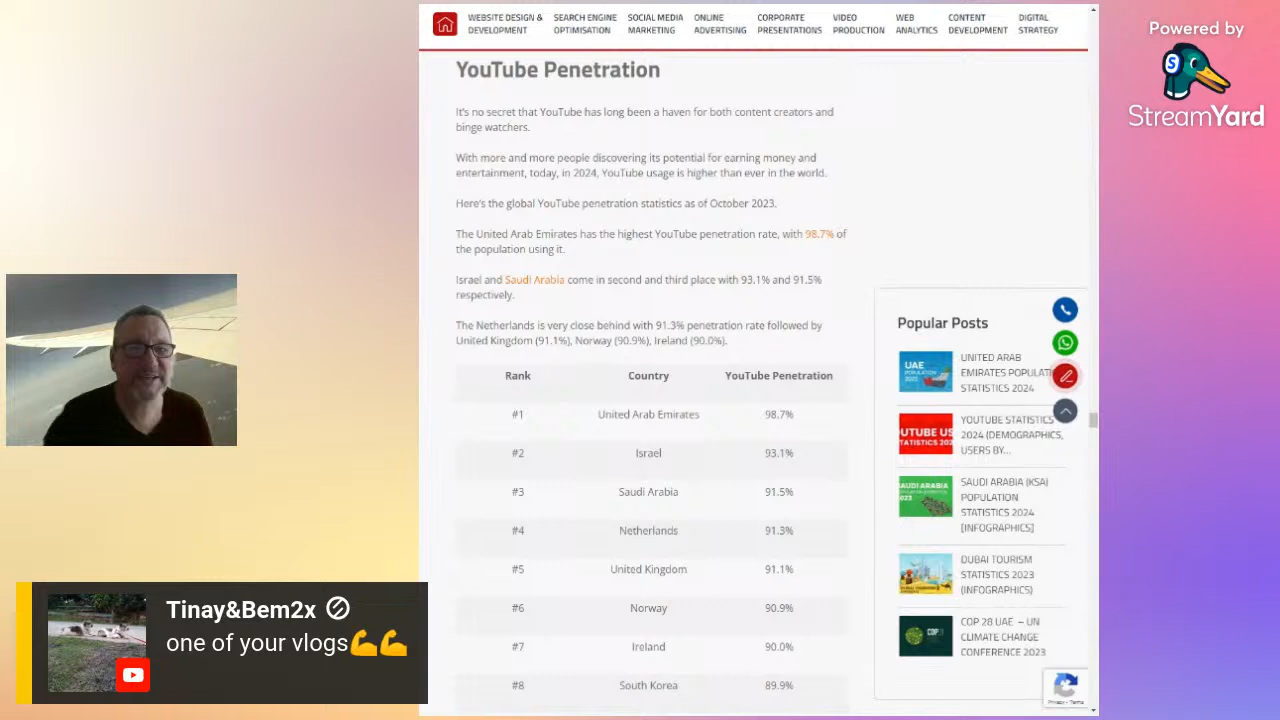 WEBSITE DESIGN & DEVELOPMENT
SEARCH ENGINE OPTIMISATION
SOCIAL MEDIA MARKETING
ONLINE ADVERTISING
CORPORATE PRESENTATIONS
VIDEO PRODUCTION
WEB ANALYTICS
CONTENT DEVELOPMENT
DIGITAL STRATEGY
Powered by
StreamYard
YouTube Penetration
It's no secret that YouTube has long been a haven for both content creators and
binge watchers.
With more and more people discovering its potential for earning money and
entertainment, today, in 2024, YouTube usage is higher than ever in the world.
Here's the global YouTube penetration statistics as of October 2023.
The United Arab Emirates has the highest YouTube penetration rate, with 98.7% of
the population using it.
Israel and Saudi Arabia come in second and third place with 93.1% and 91.5%
respectively.
The Netherlands is very close behind with 91.3% penetration rate followed by
United Kingdom (91.1%), Norway (90.9%), Ireland (90.0%).
Rank Country YouTube Penetration
#1 United Arab Emirates 98.7%
#2 Israel 93.1%
#3 Saudi Arabia 91.5%
#4 Netherlands 91.3%
#5 United Kingdom 91.1%
#6 Norway 90.9%
#7 Ireland 90.0%
#8 South Korea 89.9%
Popular Posts
UNITED ARAB
EMIRATES POPULATI
STATISTICS 2024
YOUTUBE STATISTICS
2024 (DEMOGRAPHICS,
USERS BY...
SAUDI ARABIA (KSA)
POPULATION
STATISTICS 2024
[INFOGRAPHICS]
DUBAI TOURISM
STATISTICS 2023
(INFOGRAPHICS)
COP 28 UAE – UN
CLIMATE CHANGE
CONFERENCE 2023
Privacy - Terms
Tinay&Bem2x
one of your vlogs💪💪